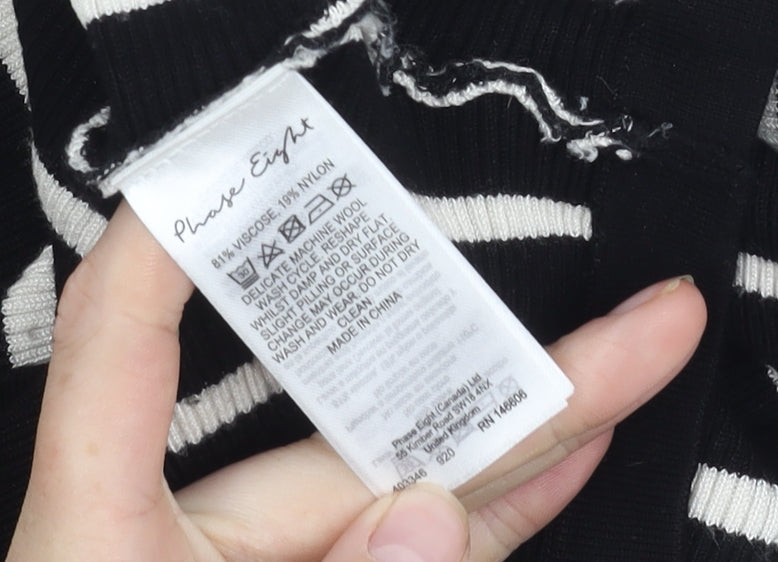 Phase Eight
81% VISCOSE, 19% NYLON
30
DELICATE MACHINE WOOL
WASH CYCLE. RESHAPE
WHILST DAMP AND DRY FLAT.
SLIGHT PILLING OR SURFACE
CHANGE MAY OCCUR DURING
WASH AND WEAR. DO NOT DRY
CLEAN
MADE IN CHINA
Phase Eight (Canada) Ltd
55 Kimber Road SW18 4NX
United Kingdom
RN 146606
403346 920